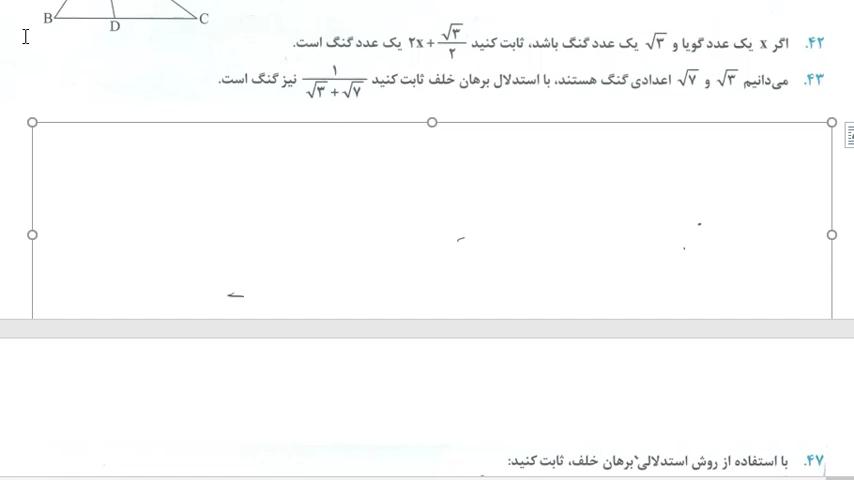 B D C
۴۲. اگر x یک عدد گویا و √۳ یک عدد گنگ باشد، ثابت کنید ۲x + √۳/۲ یک عدد گنگ است.
۴۳. می‌دانیم √۳ و √۷ اعدادی گنگ هستند، با استدلال برهان خلف ثابت کنید ۱/(√۳ + √۷) نیز گنگ است.
۴۷. با استفاده از روش استدلالی برهان خلف، ثابت کنید: